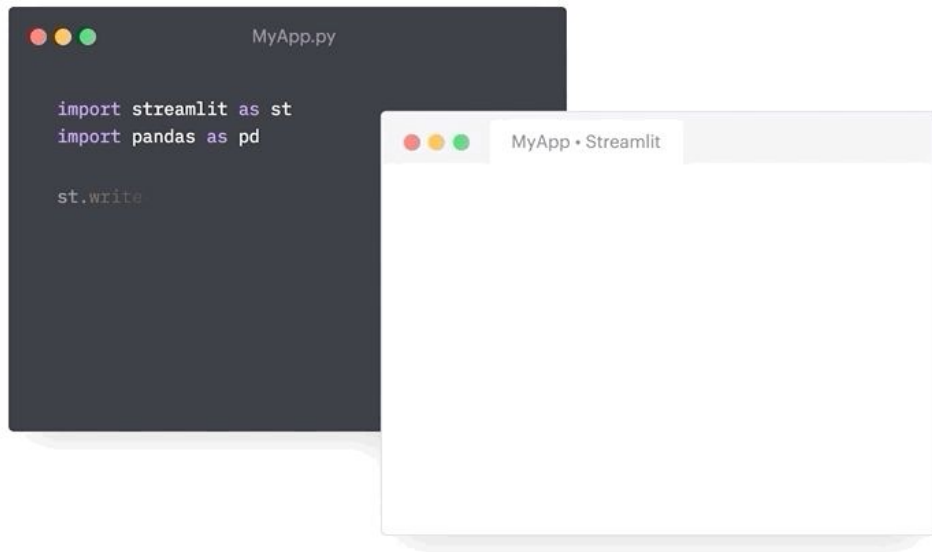 MyApp.py
import streamlit as st
import pandas as pd
st.write
MyApp • Streamlit